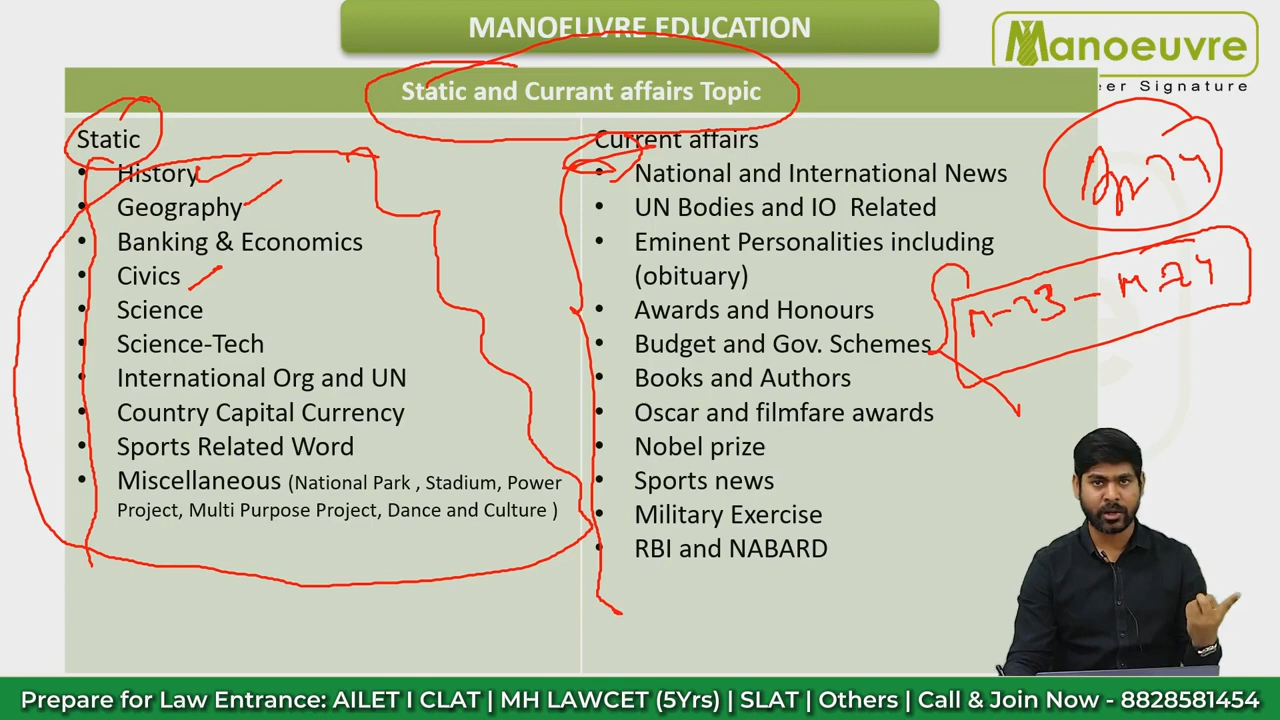 MANOEUVRE EDUCATION
Manoeuvre
eer Signature
Static and Currant affairs Topic
Static
• History
• Geography
• Banking & Economics
• Civics
• Science
• Science-Tech
• International Org and UN
• Country Capital Currency
• Sports Related Word
• Miscellaneous (National Park , Stadium, Power
Project, Multi Purpose Project, Dance and Culture )
Current affairs
• National and International News
• UN Bodies and IO Related
• Eminent Personalities including
(obituary)
• Awards and Honours
• Budget and Gov. Schemes
• Books and Authors
• Oscar and filmfare awards
• Nobel prize
• Sports news
• Military Exercise
• RBI and NABARD
M-23 - M 24
Prepare for Law Entrance: AILET I CLAT | MH LAWCET (5Yrs) | SLAT | Others | Call & Join Now - 8828581454